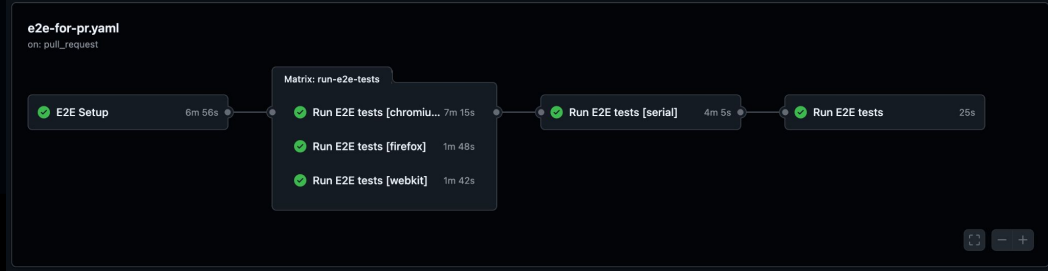 e2e-for-pr.yaml
on: pull_request
Matrix: run-e2e-tests
E2E Setup 6m 56s
Run E2E tests [chromiu... 7m 15s
Run E2E tests [firefox] 1m 48s
Run E2E tests [webkit] 1m 42s
Run E2E tests [serial] 4m 5s
Run E2E tests 25s